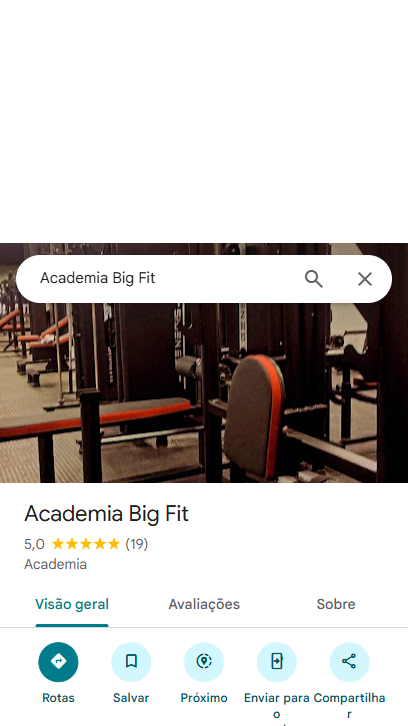 Academia Big Fit
Academia Big Fit
5,0 ★★★★★ (19)
Academia
Visão geral Avaliações Sobre
Rotas Salvar Próximo Enviar para Compartilha
o r